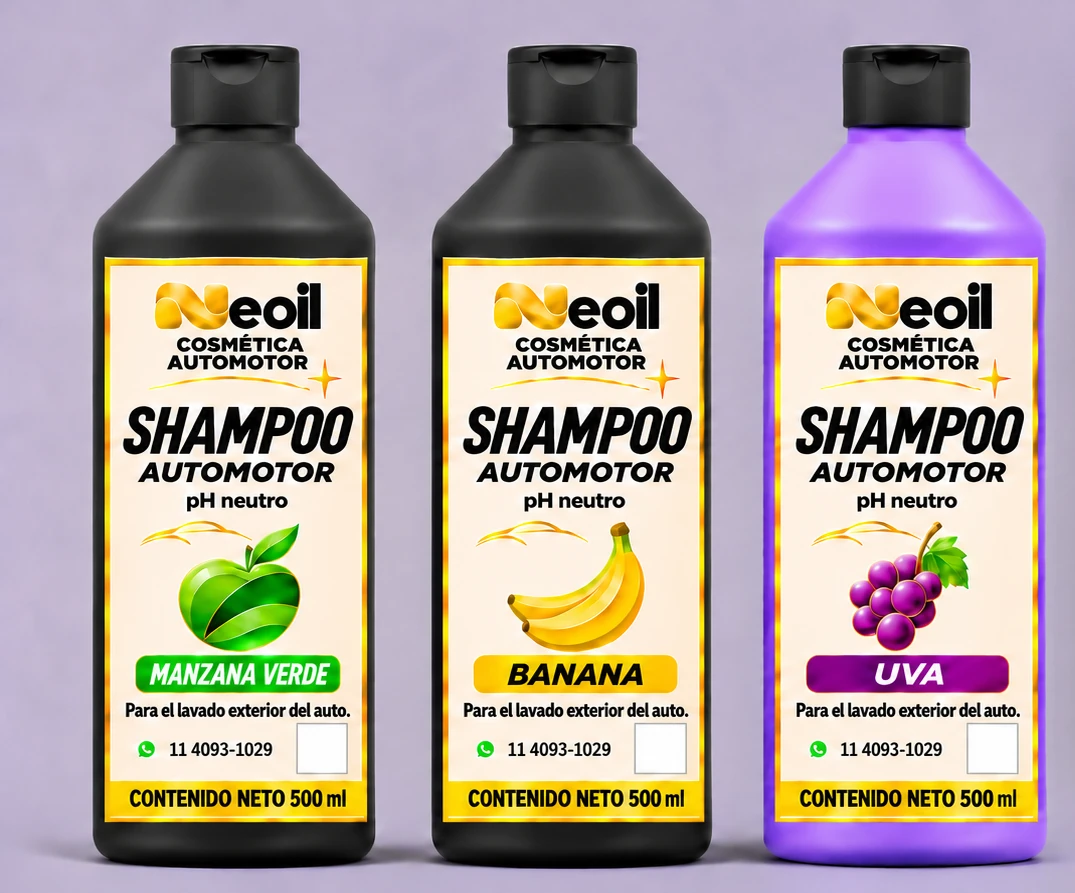 Neoil
COSMÉTICA
AUTOMOTOR
SHAMPOO
AUTOMOTOR
pH neutro
MANZANA VERDE
Para el lavado exterior del auto.
11 4093-1029
CONTENIDO NETO 500 ml
Neoil
COSMÉTICA
AUTOMOTOR
SHAMPOO
AUTOMOTOR
pH neutro
BANANA
Para el lavado exterior del auto.
11 4093-1029
CONTENIDO NETO 500 ml
Neoil
COSMÉTICA
AUTOMOTOR
SHAMPOO
AUTOMOTOR
pH neutro
UVA
Para el lavado exterior del auto.
11 4093-1029
CONTENIDO NETO 500 ml